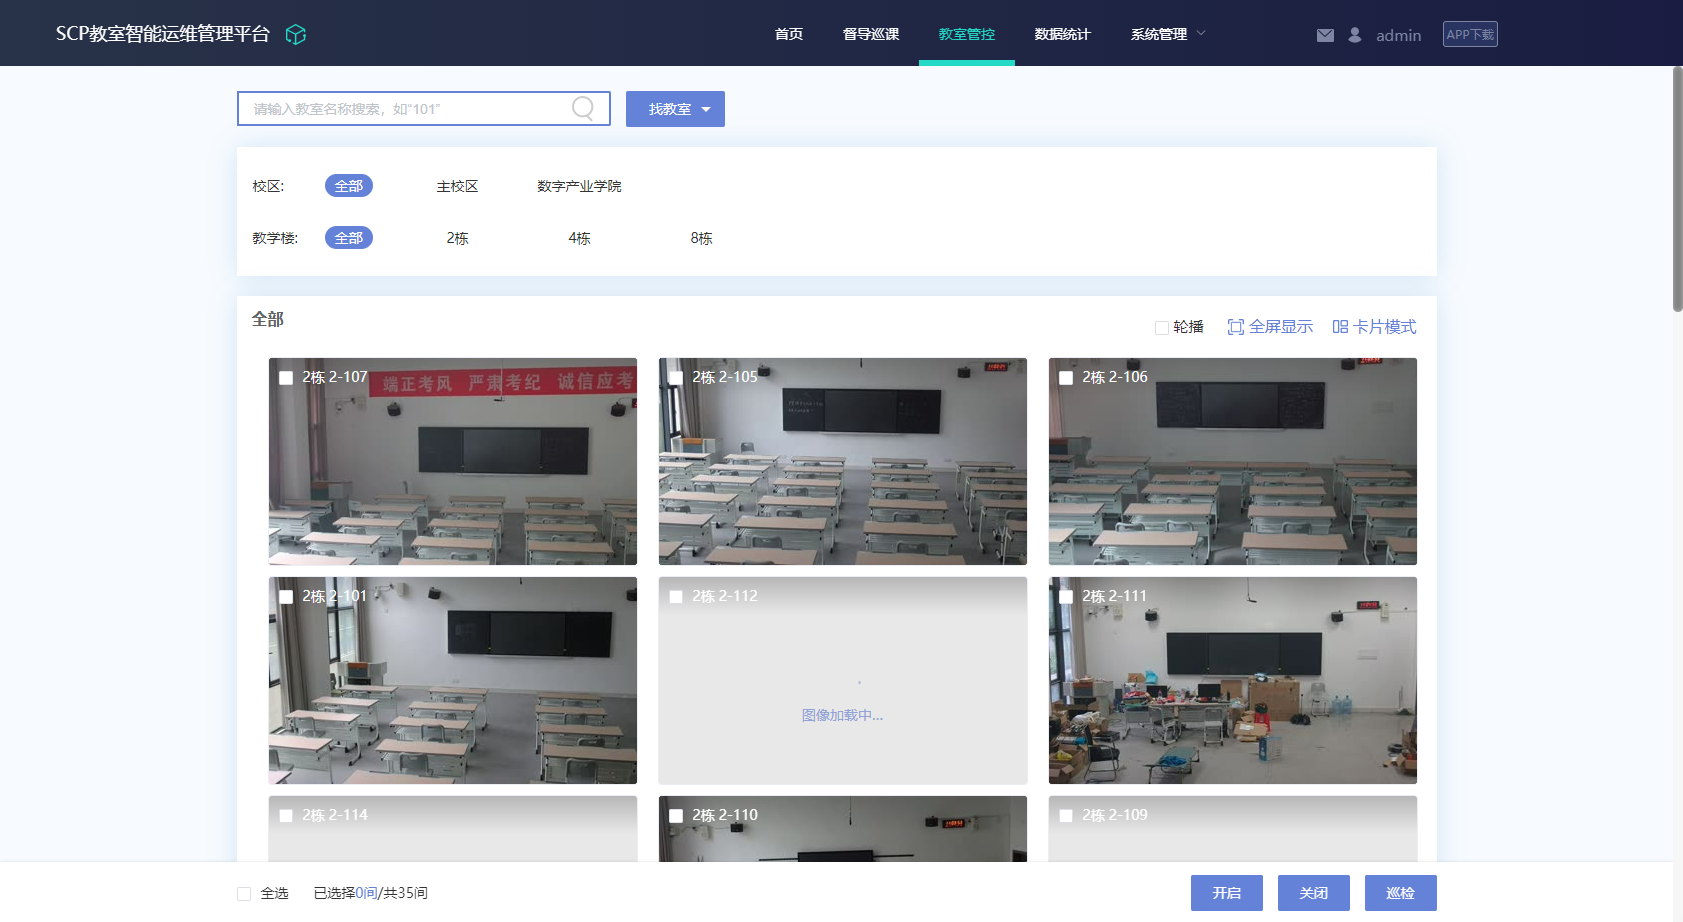 SCP教室智能运维管理平台
首页 督导巡课 教室管控 数据统计 系统管理 admin APP下载
请输入教室名称搜索，如“101” 找教室
校区: 全部 主校区 数字产业学院
教学楼: 全部 2栋 4栋 8栋
全部
轮播 全屏显示 卡片模式
2栋 2-107 端正考风 严肃考纪 诚信应考
2栋 2-105
2栋 2-106
2栋 2-101
2栋 2-112
图像加载中...
2栋 2-111
2栋 2-114
2栋 2-110
2栋 2-109
全选 已选择0间/共35间 开启 关闭 巡检